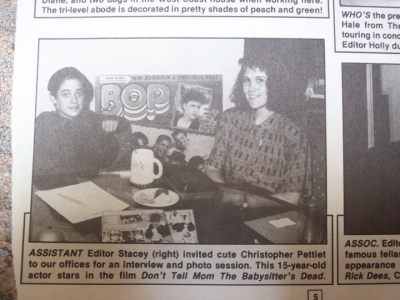 Diane, and two dogs in the West Coast house when working here.
The tri-level abode is decorated in pretty shades of peach and green!
WHO'S the pre
Hale from The
touring in conc
Editor Holly du
BOP
ASSISTANT Editor Stacey (right) invited cute Christopher Pettiet
to our offices for an interview and photo session. This 15-year-old
actor stars in the film Don't Tell Mom The Babysitter's Dead.
ASSOC. Edito
famous fellas
appearance
Rick Dees, C
5